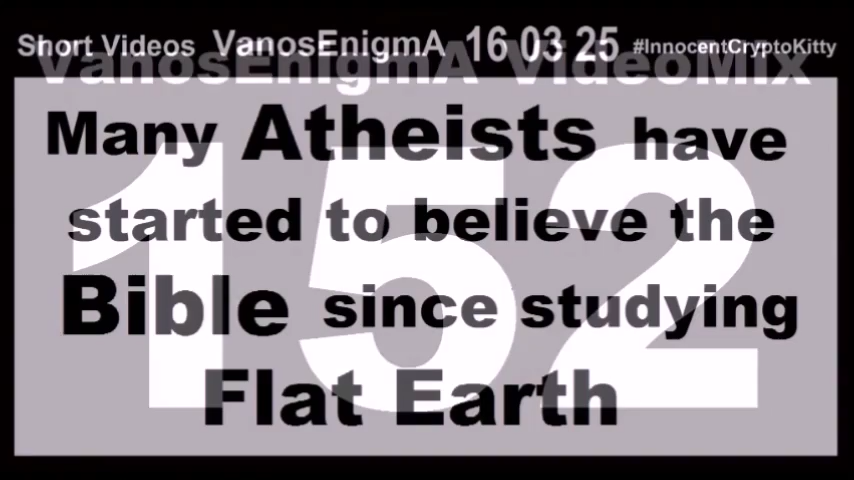 Short Videos VanosEnigmA 16 03 25 #InnocentCryptoKitty
VanosEnigmA VideoMix
Many Atheists have
started to believe the
Bible since studying
Flat Earth
152